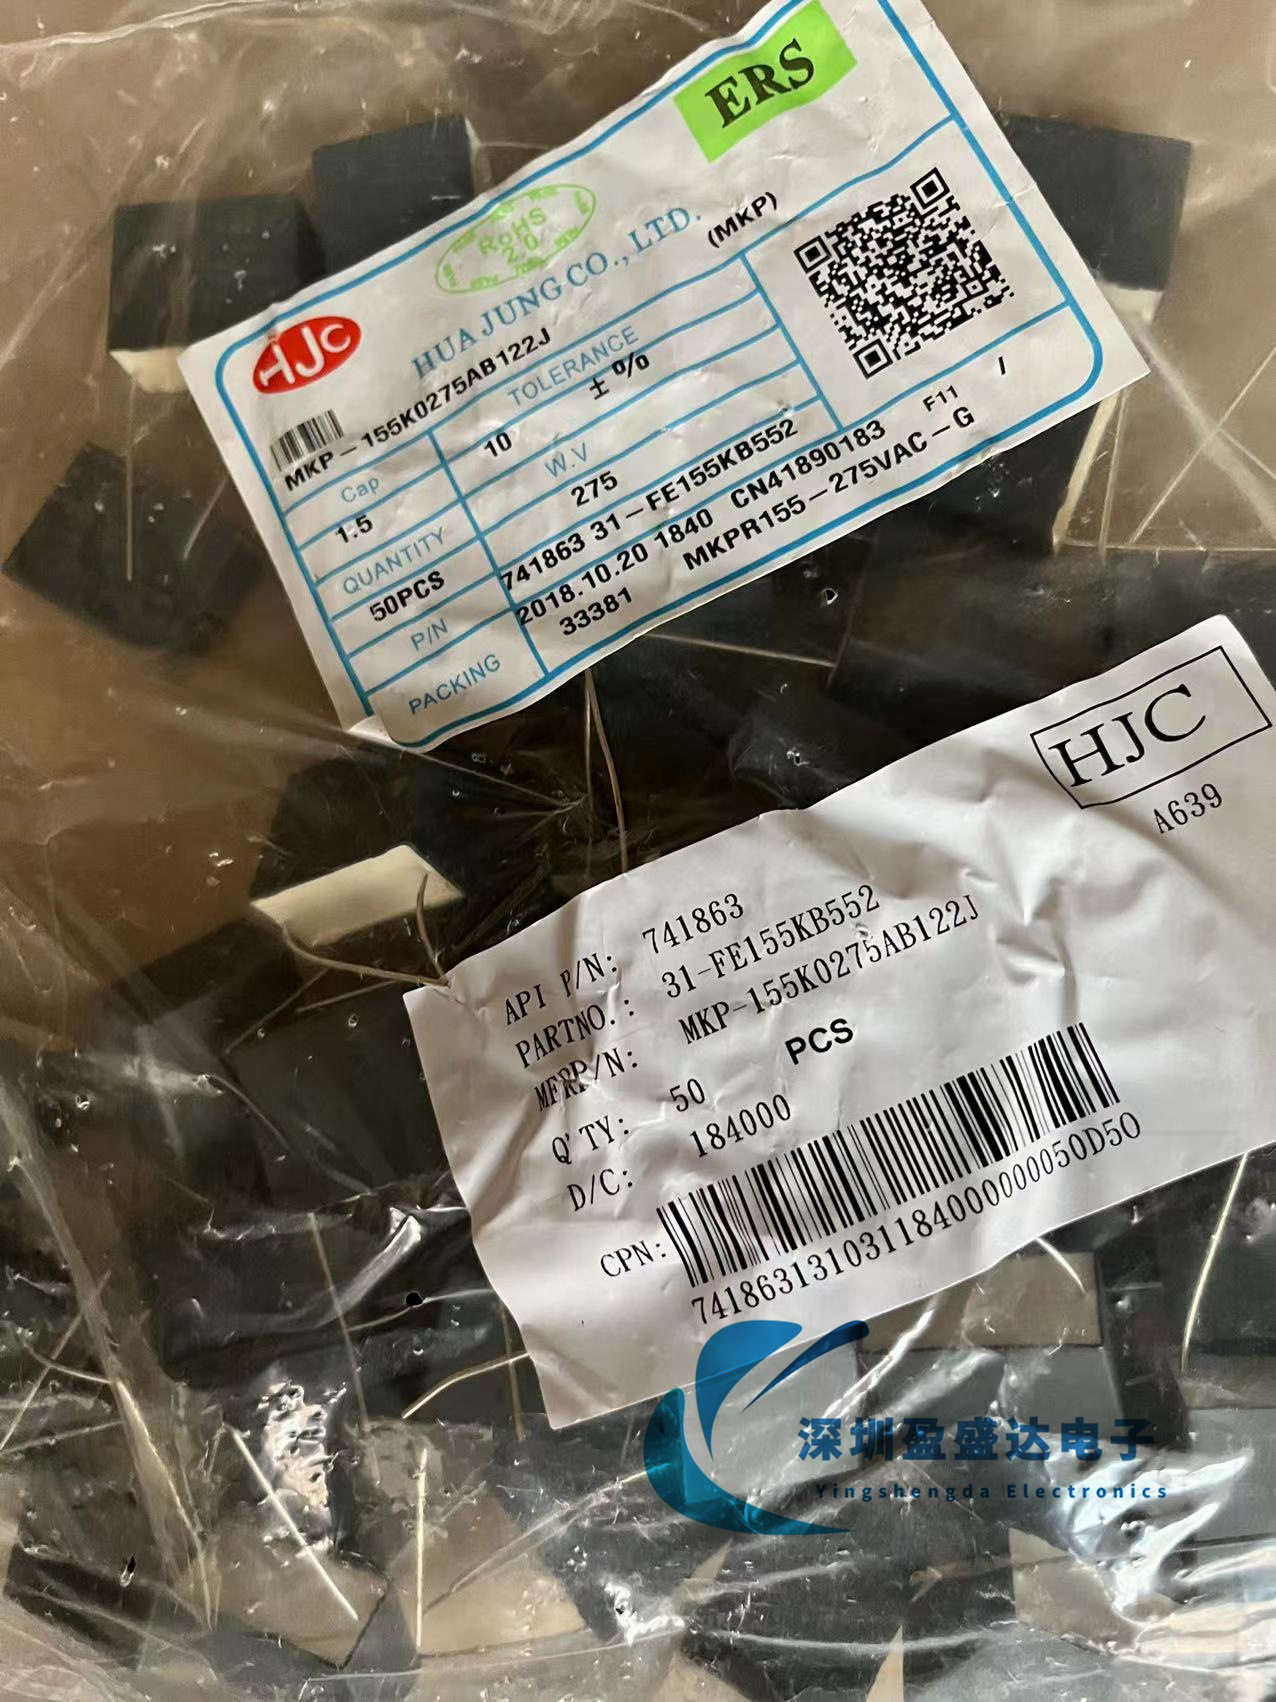 ERS
RoHS
2.0
HJC
HUA JUNG CO., LTD.
(MKP)
MKP-155K0275AB122J
Cap
TOLERANCE
1.5
10 ±%
QUANTITY
W.V
50PCS
275
P/N
741863 31-FE155KB552
2018.10.20 1840 CN41890183 F11 /
PACKING
33381 MKPR155-275VAC-G
HJC
A639
API P/N: 741863
PARTNO.: 31-FE155KB552
MFRP/N: MKP-155K0275AB122J
Q'TY: 50 PCS
D/C: 184000
CPN:
7418631310311840000000050D50
深圳盈盛达电子
Yingshengda Electronics